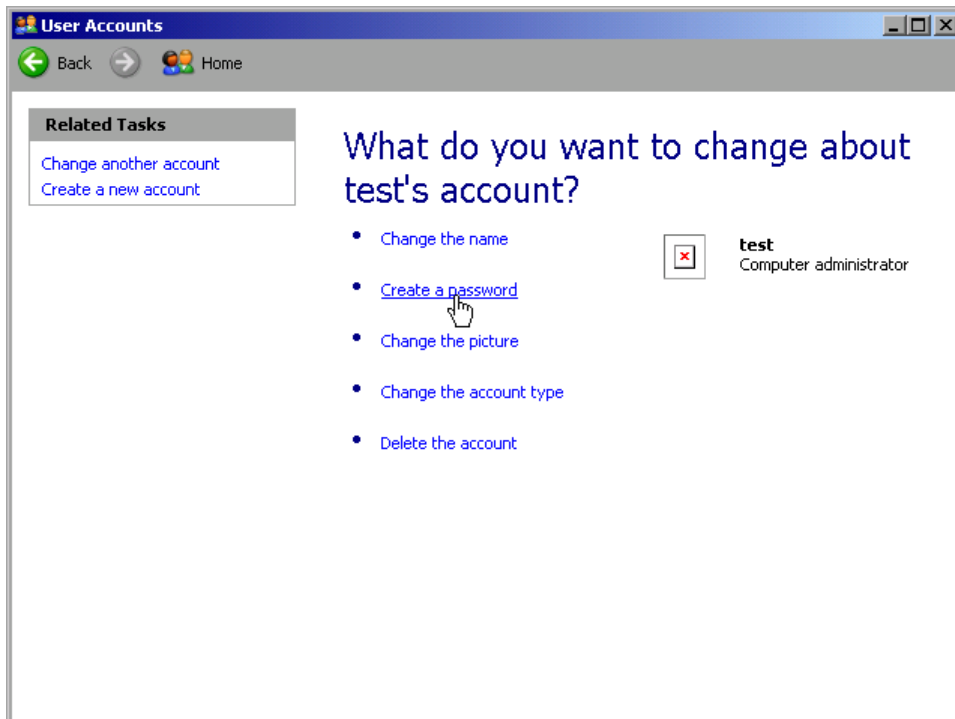 User Accounts
Back Home
Related Tasks
Change another account
Create a new account
What do you want to change about
test's account?
Change the name
Create a password
Change the picture
Change the account type
Delete the account
test
Computer administrator